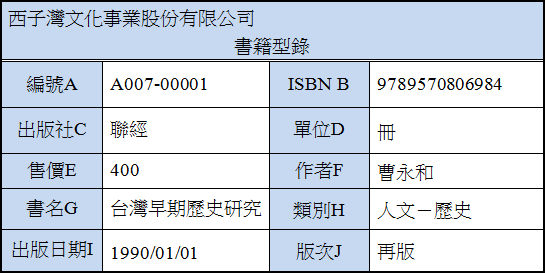 西子灣文化事業股份有限公司
書籍型錄
編號A A007-00001 ISBN B 9789570806984
出版社C 聯經 單位D 冊
售價E 400 作者F 曹永和
書名G 台灣早期歷史研究 類別H 人文－歷史
出版日期I 1990/01/01 版次J 再版